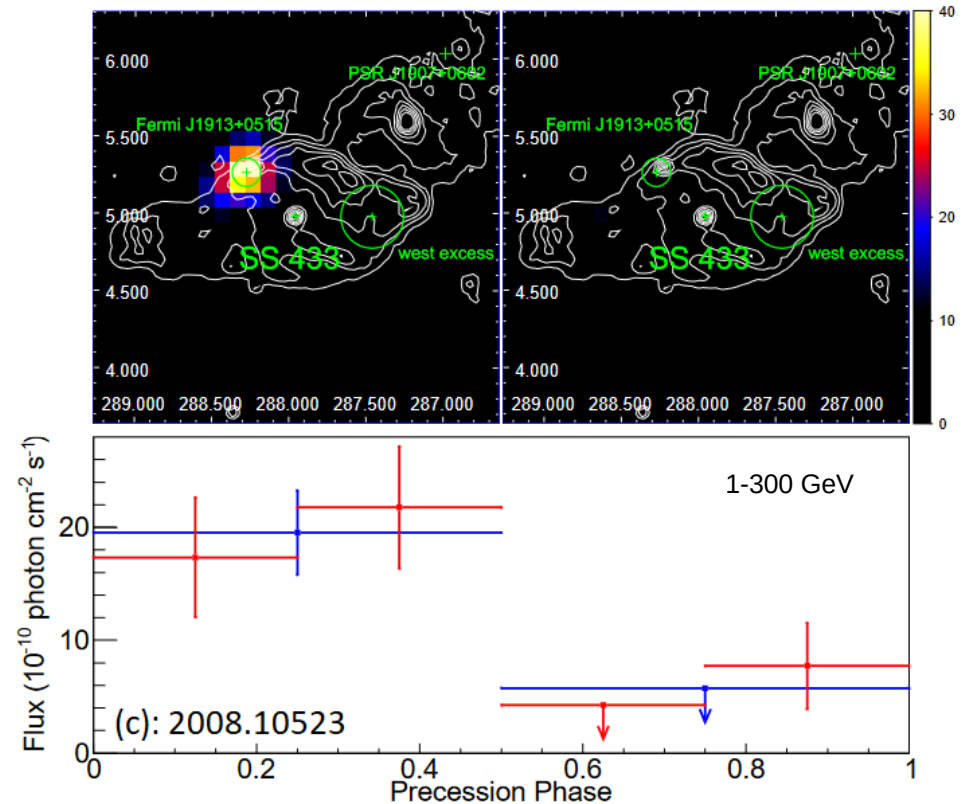 6.000
PSR J1907+0602
Fermi J1913+0515
5.500
5.000
SS 433
west excess
4.500
4.000
289.000 288.500 288.000 287.500 287.000
6.000
PSR J1907+0602
Fermi J1913+0515
5.500
5.000
SS 433
west excess
4.500
4.000
289.000 288.500 288.000 287.500 287.000
40
30
20
10
0
Flux (10⁻¹⁰ photon cm⁻² s⁻¹)
20
10
0
1-300 GeV
(c): 2008.10523
0 0.2 0.4 0.6 0.8 1
Precession Phase